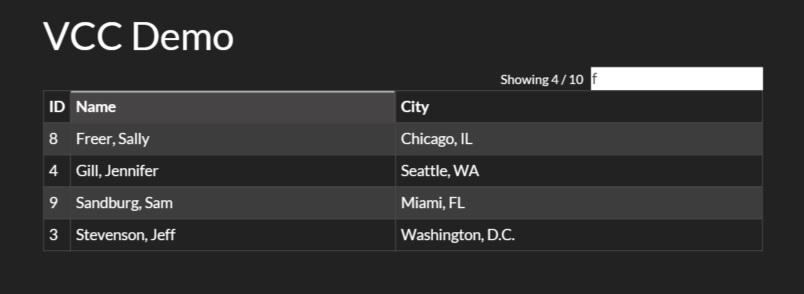 VCC Demo
Showing 4 / 10 f
ID Name City
8 Freer, Sally Chicago, IL
4 Gill, Jennifer Seattle, WA
9 Sandburg, Sam Miami, FL
3 Stevenson, Jeff Washington, D.C.